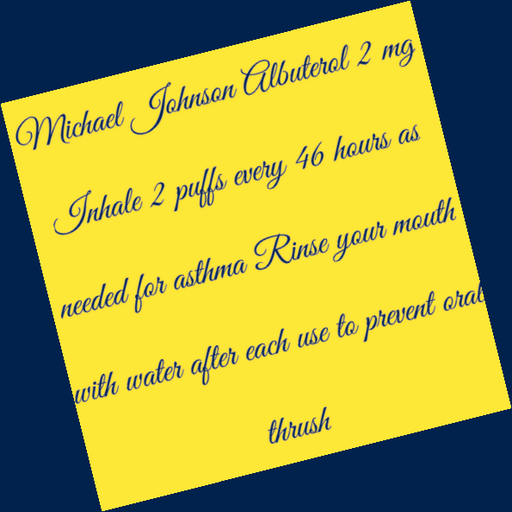 Michael Johnson Albuterol 2 mg
Inhale 2 puffs every 46 hours as
needed for asthma Rinse your mouth
with water after each use to prevent oral
thrush